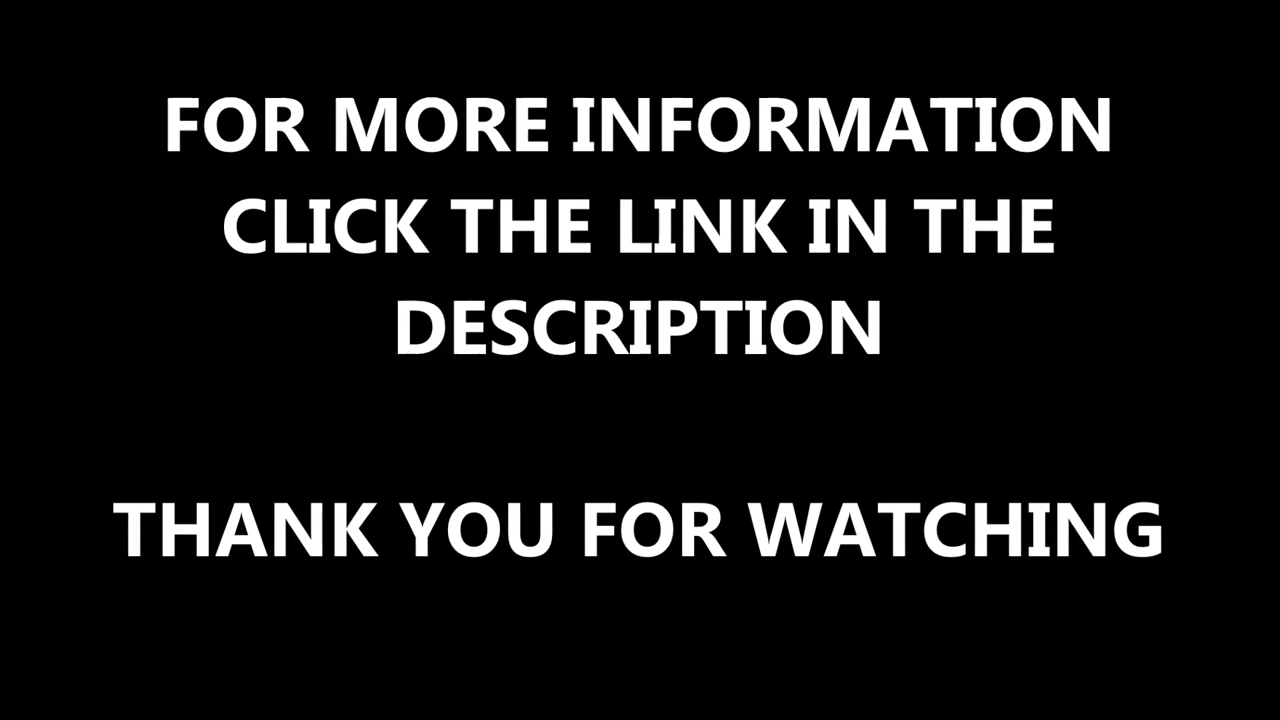 FOR MORE INFORMATION
CLICK THE LINK IN THE
DESCRIPTION
THANK YOU FOR WATCHING